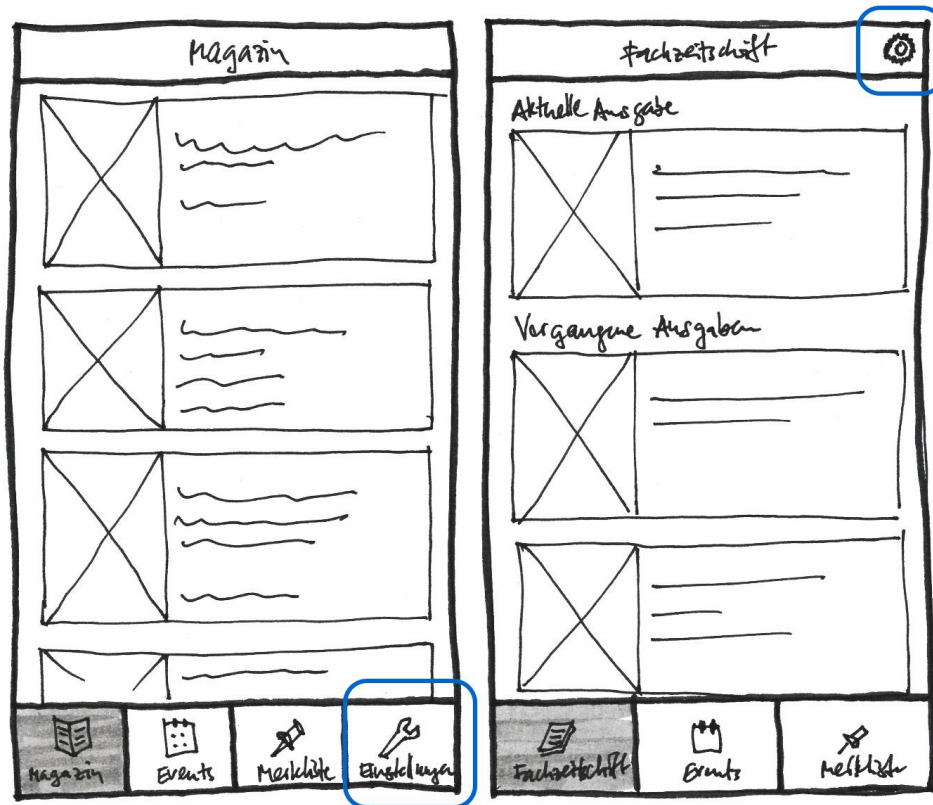 Magazin
Magazin
Events
Merkliste
Einstellungen
Fachzeitschrift
Aktuelle Ausgabe
Vergangene Ausgaben
Fachzeitschrift
Events
Merkliste